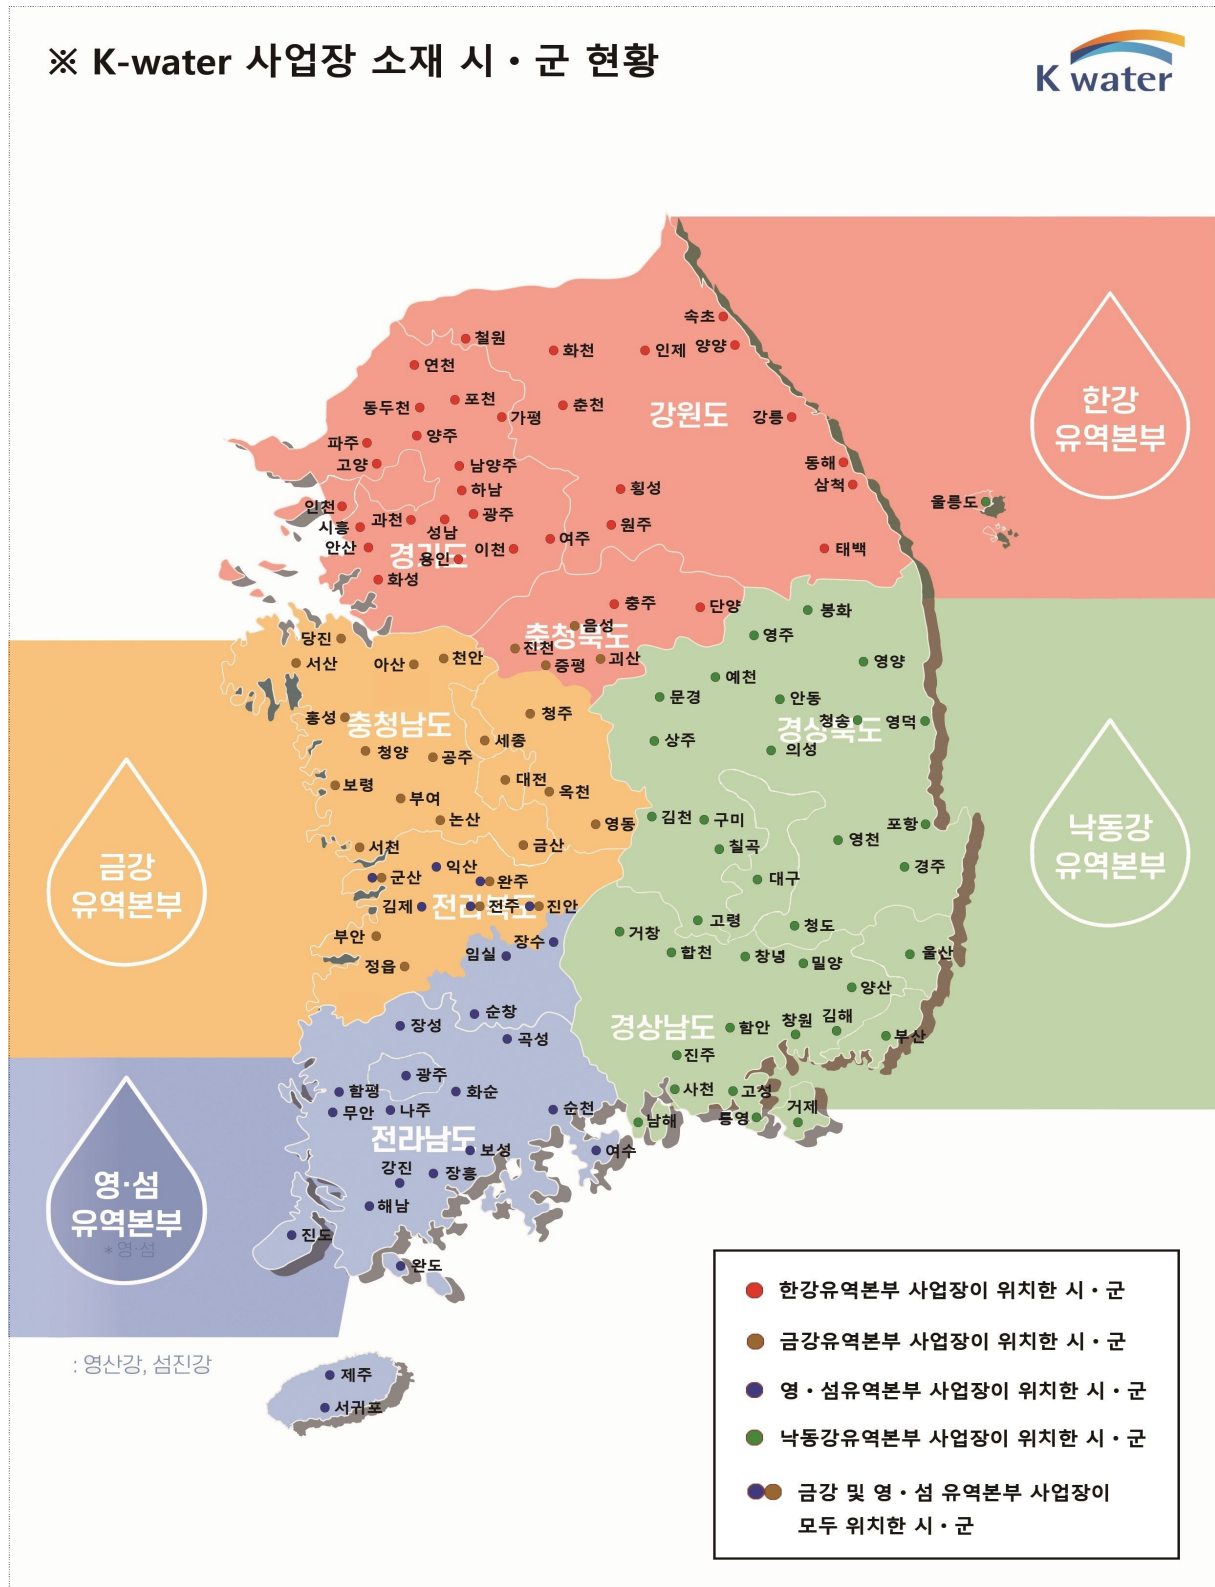 ※ K-water 사업장 소재 시・군 현황
K water
속초
철원
화천
인제
양양
연천
동두천
포천
가평
춘천
강원도
강릉
한강
유역본부
파주
양주
고양
남양주
동해
삼척
하남
횡성
울릉도
인천
시흥
과천
성남
광주
원주
안산
경기도
용인
이천
여주
태백
화성
충주
단양
봉화
음성
충청북도
영주
당진
서산
아산
천안
진천
증평
괴산
영양
예천
문경
안동
홍성
충청남도
청주
청송
영덕
경상북도
청양
공주
세종
상주
의성
보령
부여
대전
옥천
논산
영동
김천
구미
포항
낙동강
유역본부
서천
금산
칠곡
영천
경주
금강
유역본부
익산
군산
완주
대구
김제
전라북도
전주
진안
부안
장수
임실
거창
고령
청도
정읍
합천
창녕
밀양
울산
양산
순창
장성
곡성
경상남도
함안
창원
김해
부산
진주
광주
함평
화순
사천
고성
무안
나주
순천
거제
남해
통영
전라남도
보성
여수
강진
장흥
영·섬
유역본부
*영·섬
해남
진도
완도
: 영산강, 섬진강
제주
서귀포
한강유역본부 사업장이 위치한 시・군
금강유역본부 사업장이 위치한 시・군
영・섬유역본부 사업장이 위치한 시・군
낙동강유역본부 사업장이 위치한 시・군
금강 및 영・섬 유역본부 사업장이
모두 위치한 시・군